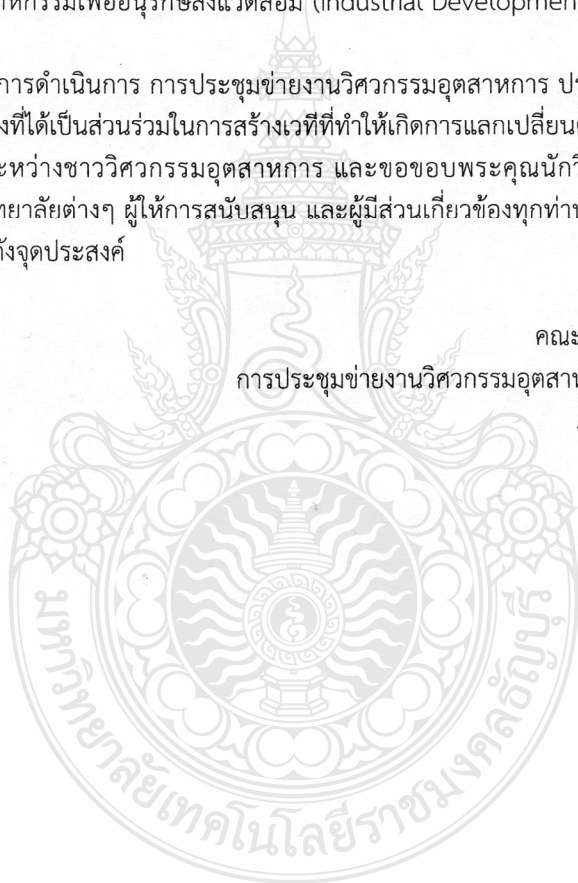 หกรรมเพื่ออนุรักษ์สิ่งแวดล้อม (Industrial Development
การดำเนินการ การประชุมข่ายงานวิศวกรรมอุตสาหการ ปร
งที่ได้เป็นส่วนร่วมในการสร้างเวทีที่ทำให้เกิดการแลกเปลี่ยน
ะหว่างชาววิศวกรรมอุตสาหการ และขอขอบพระคุณนักวิ
ทยาลัยต่างๆ ผู้ให้การสนับสนุน และผู้มีส่วนเกี่ยวข้องทุกท่าน
ังจุดประสงค์
คณะ
การประชุมข่ายงานวิศวกรรมอุตสาห
มหาวิทยาลัยเทคโนโลยีราชมงคลธัญบุรี